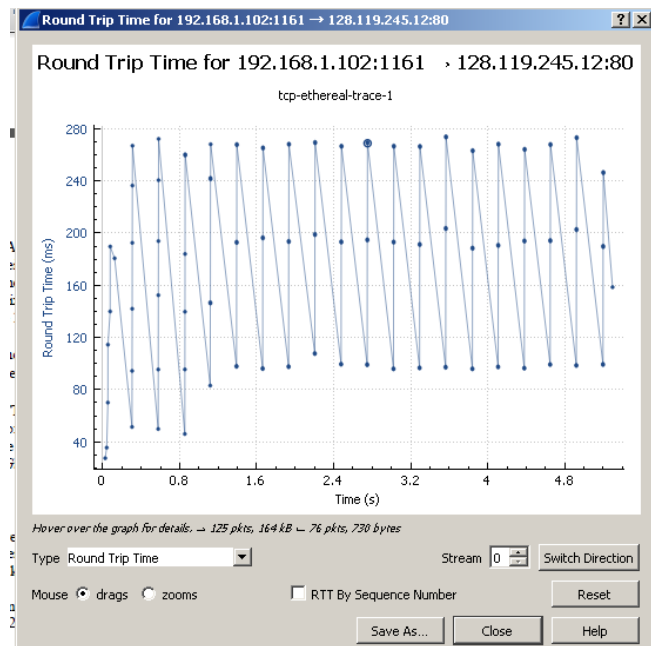 Round Trip Time for 192.168.1.102:1161 → 128.119.245.12:80
Round Trip Time for 192.168.1.102:1161 → 128.119.245.12:80
tcp-ethereal-trace-1
280
240
200
160
120
80
40
Round Trip Time (ms)
0 0.8 1.6 2.4 3.2 4 4.8
Time (s)
Hover over the graph for details. → 125 pkts, 164 kB ← 76 pkts, 730 bytes
Type Round Trip Time Stream 0 Switch Direction
Mouse drags zooms RTT By Sequence Number Reset
Save As... Close Help